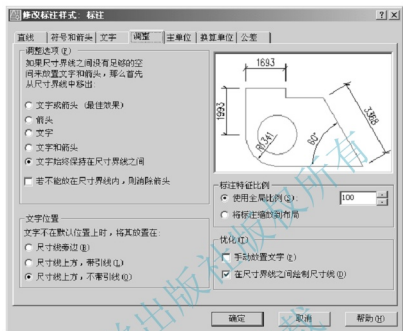 修改标注样式: 标注
直线 符号和箭头 文字 调整 主单位 换算单位 公差
调整选项(F)
如果尺寸界线之间没有足够的空
间来放置文字和箭头，那么首先
从尺寸界线中移出:
文字或箭头 (最佳效果)
箭头
文字
文字和箭头
文字始终保持在尺寸界线之间
若不能放在尺寸界线内，则消除箭头
文字位置
文字不在默认位置上时，将其放置在:
尺寸线旁边(B)
尺寸线上方，带引线(L)
尺寸线上方，不带引线(O)
1693
1993
3368
60°
R6341
标注特征比例
使用全局比例(S): 100
将标注缩放到布局
优化(T)
手动放置文字(P)
在尺寸界线之间绘制尺寸线(D)
确定 取消 帮助(H)
出版社版权所有